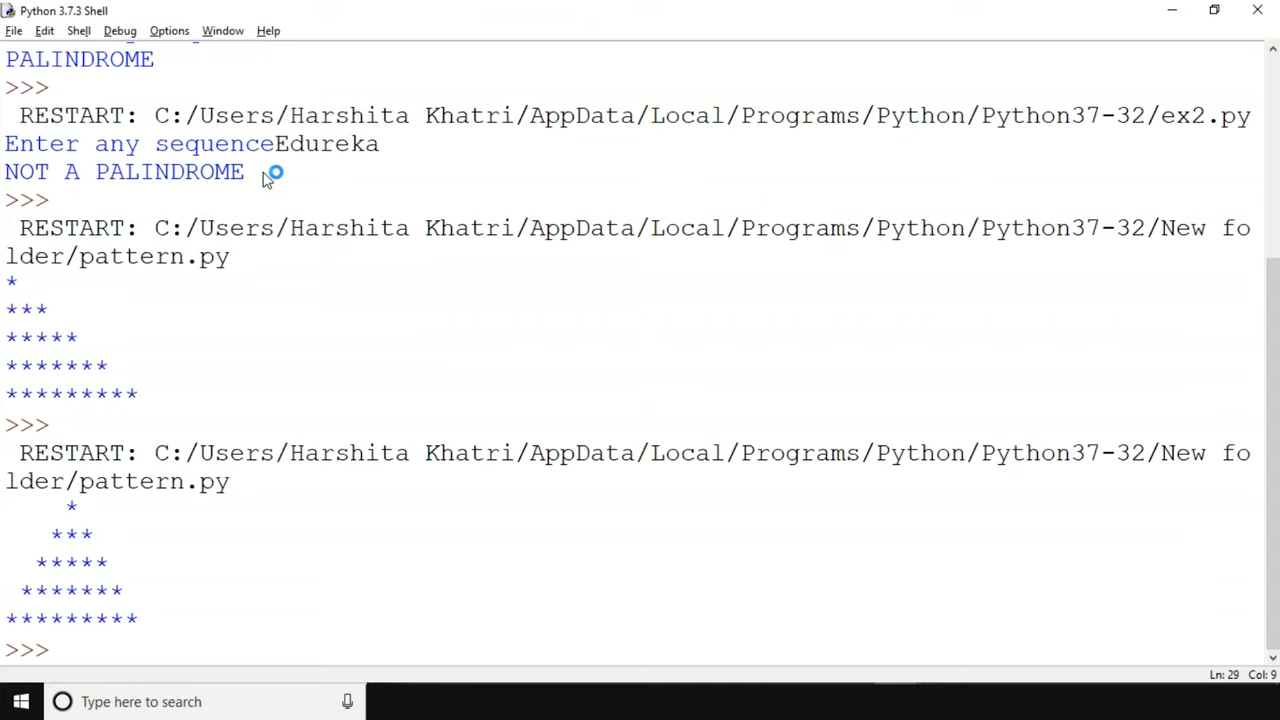 Python 3.7.3 Shell
File Edit Shell Debug Options Window Help
PALINDROME
>>>
 RESTART: C:/Users/Harshita Khatri/AppData/Local/Programs/Python/Python37-32/ex2.py
Enter any sequenceEdureka
NOT A PALINDROME
>>>
 RESTART: C:/Users/Harshita Khatri/AppData/Local/Programs/Python/Python37-32/New fo
lder/pattern.py
*
***
*****
*******
*********
>>>
 RESTART: C:/Users/Harshita Khatri/AppData/Local/Programs/Python/Python37-32/New fo
lder/pattern.py
    *
   ***
  *****
 *******
*********
>>>
Ln: 29 Col: 9
Type here to search